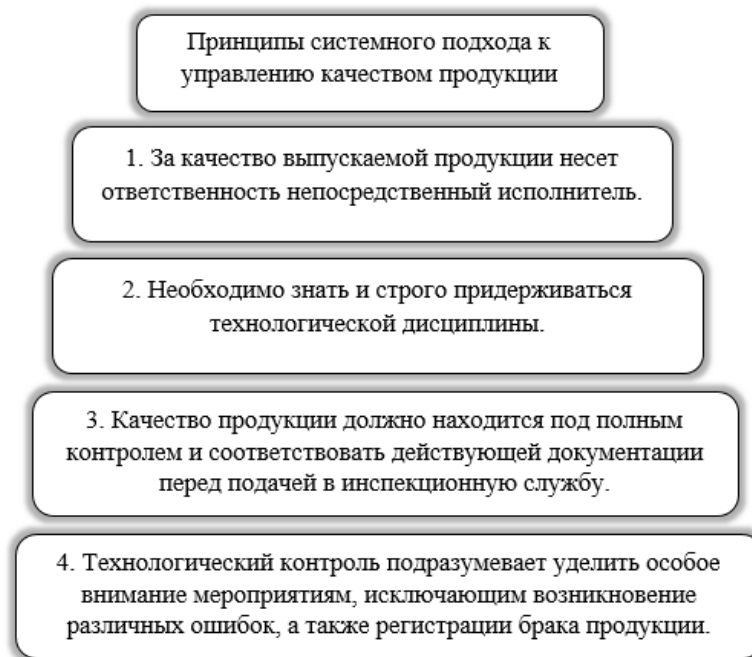 Принципы системного подхода к
управлению качеством продукции
1. За качество выпускаемой продукции несет
ответственность непосредственный исполнитель.
2. Необходимо знать и строго придерживаться
технологической дисциплины.
3. Качество продукции должно находится под полным
контролем и соответствовать действующей документации
перед подачей в инспекционную службу.
4. Технологический контроль подразумевает уделить особое
внимание мероприятиям, исключающим возникновение
различных ошибок, а также регистрации брака продукции.